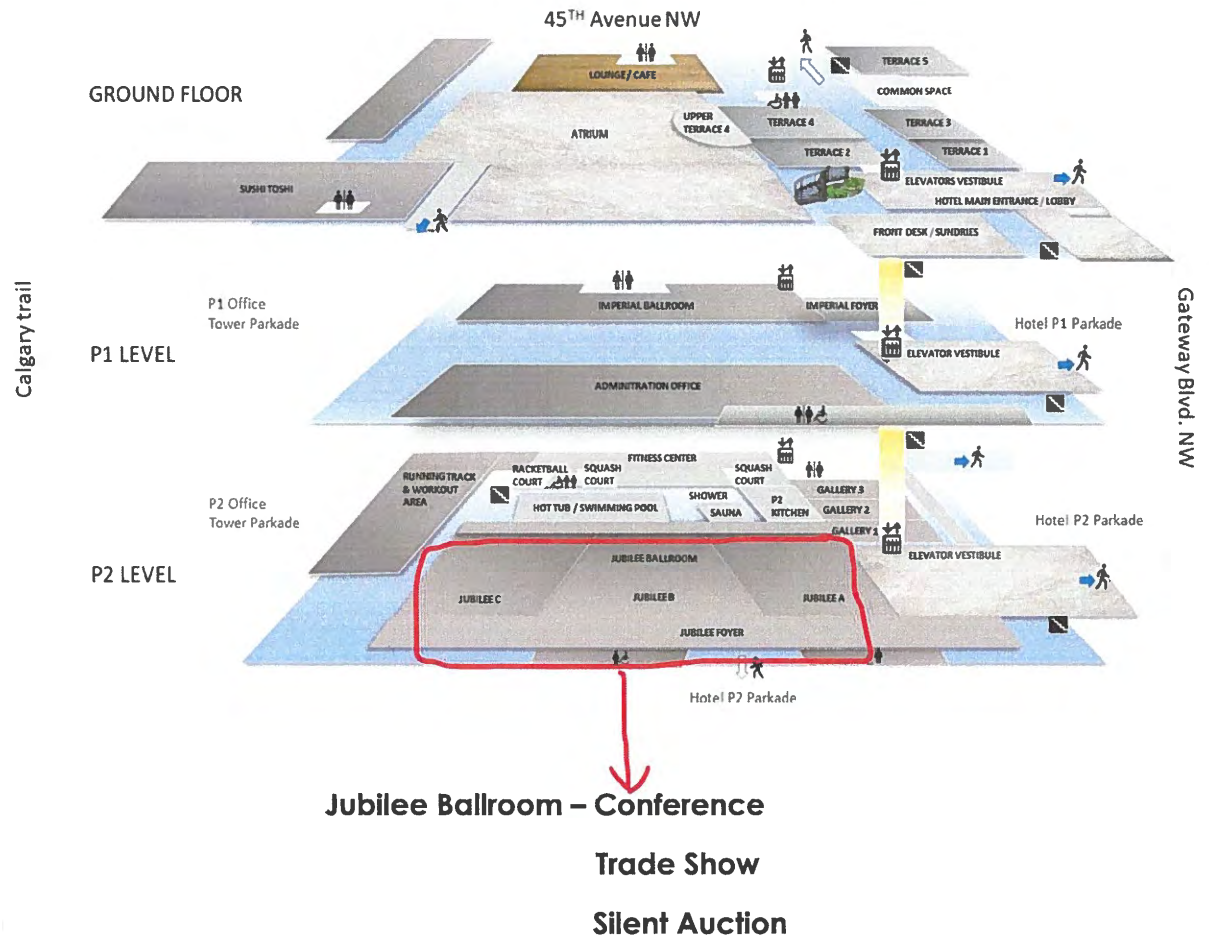 45TH Avenue NW
GROUND FLOOR
LOUNGE / CAFE
TERRACE 5
COMMON SPACE
ATRIUM
UPPER
TERRACE 4
TERRACE 4
TERRACE 3
TERRACE 2
TERRACE 1
SUSHI TOSHI
ELEVATORS VESTIBULE
HOTEL MAIN ENTRANCE / LOBBY
FRONT DESK / SUNDRIES
Calgary trail
Gateway Blvd. NW
P1 Office
Tower Parkade
P1 LEVEL
IMPERIAL BALLROOM
IMPERIAL FOYER
Hotel P1 Parkade
ELEVATOR VESTIBULE
ADMINITRATION OFFICE
P2 Office
Tower Parkade
P2 LEVEL
FITNESS CENTER
RUNNING TRACK
& WORKOUT
AREA
RACKETBALL
COURT
SQUASH
COURT
SQUASH
COURT
HOT TUB / SWIMMING POOL
SHOWER
SAUNA
P2
KITCHEN
GALLERY 3
GALLERY 2
GALLERY 1
Hotel P2 Parkade
ELEVATOR VESTIBULE
JUBILEE BALLROOM
JUBILEE C
JUBILEE B
JUBILEE A
JUBILEE FOYER
Hotel P2 Parkade
Jubilee Ballroom – Conference
Trade Show
Silent Auction